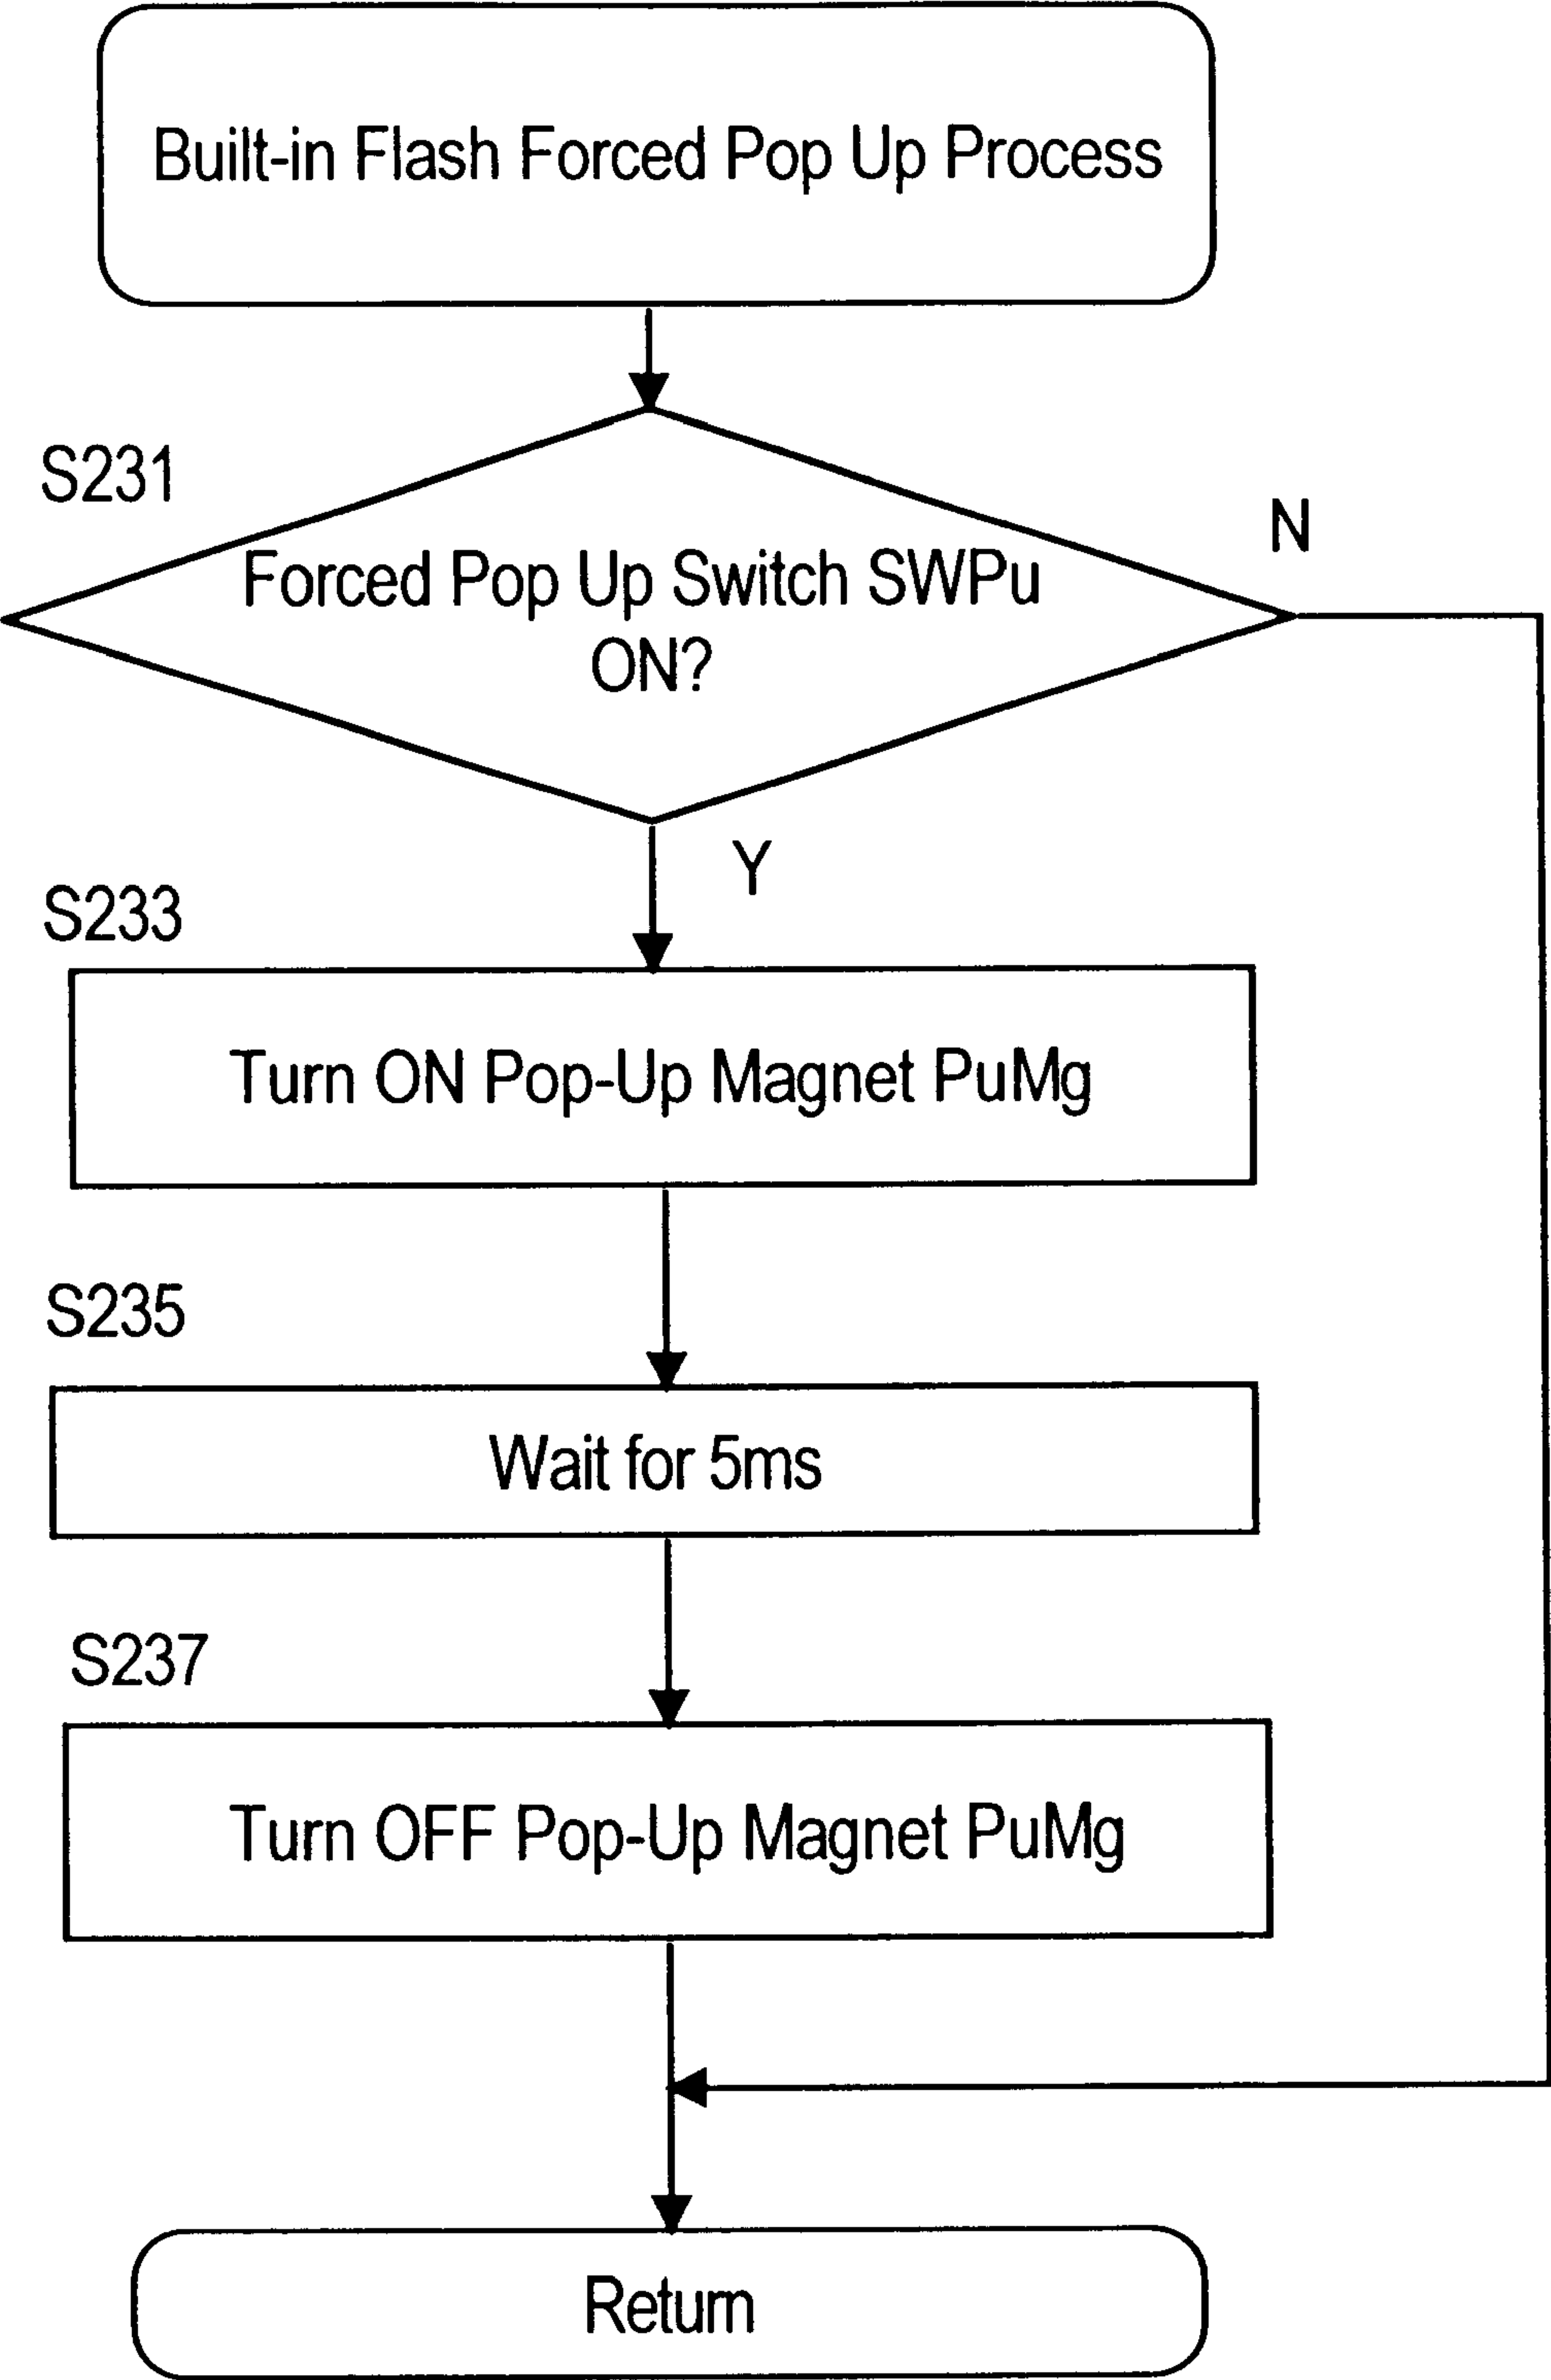 Built-in Flash Forced Pop Up Process
S231
N
Forced Pop Up Switch SWPu
ON?
Y
S233
Turn ON Pop-Up Magnet PuMg
S235
Wait for 5ms
S237
Turn OFF Pop-Up Magnet PuMg
Return